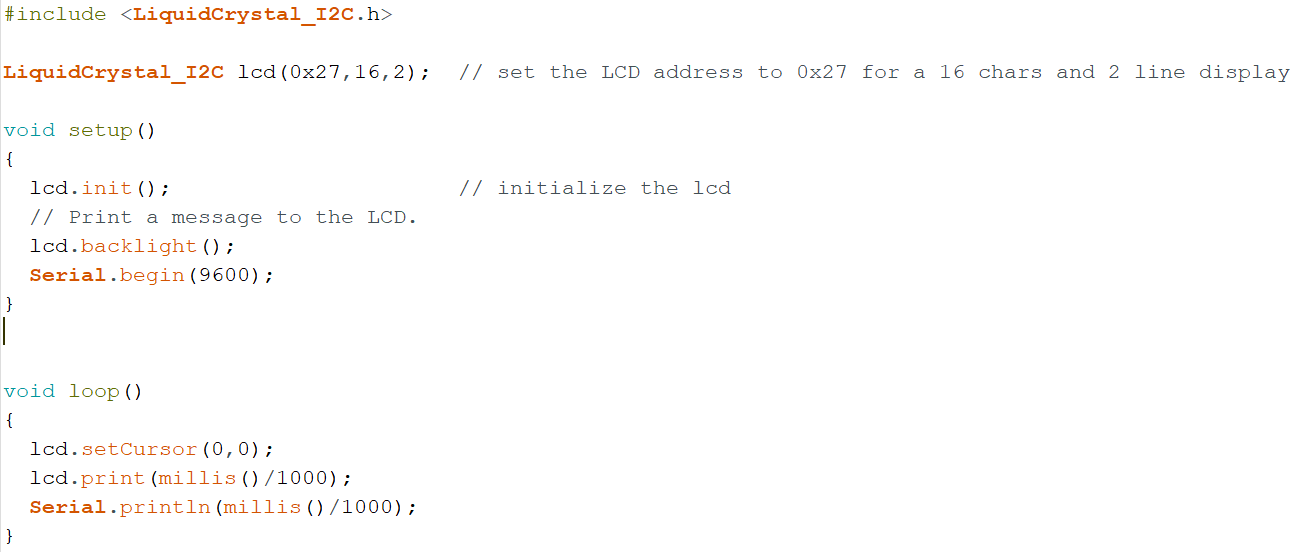 #include <LiquidCrystal_I2C.h>
LiquidCrystal_I2C lcd(0x27,16,2);  // set the LCD address to 0x27 for a 16 chars and 2 line display
void setup()
{
  lcd.init();                      // initialize the lcd
  // Print a message to the LCD.
  lcd.backlight();
  Serial.begin(9600);
}
void loop()
{
  lcd.setCursor(0,0);
  lcd.print(millis()/1000);
  Serial.println(millis()/1000);
}